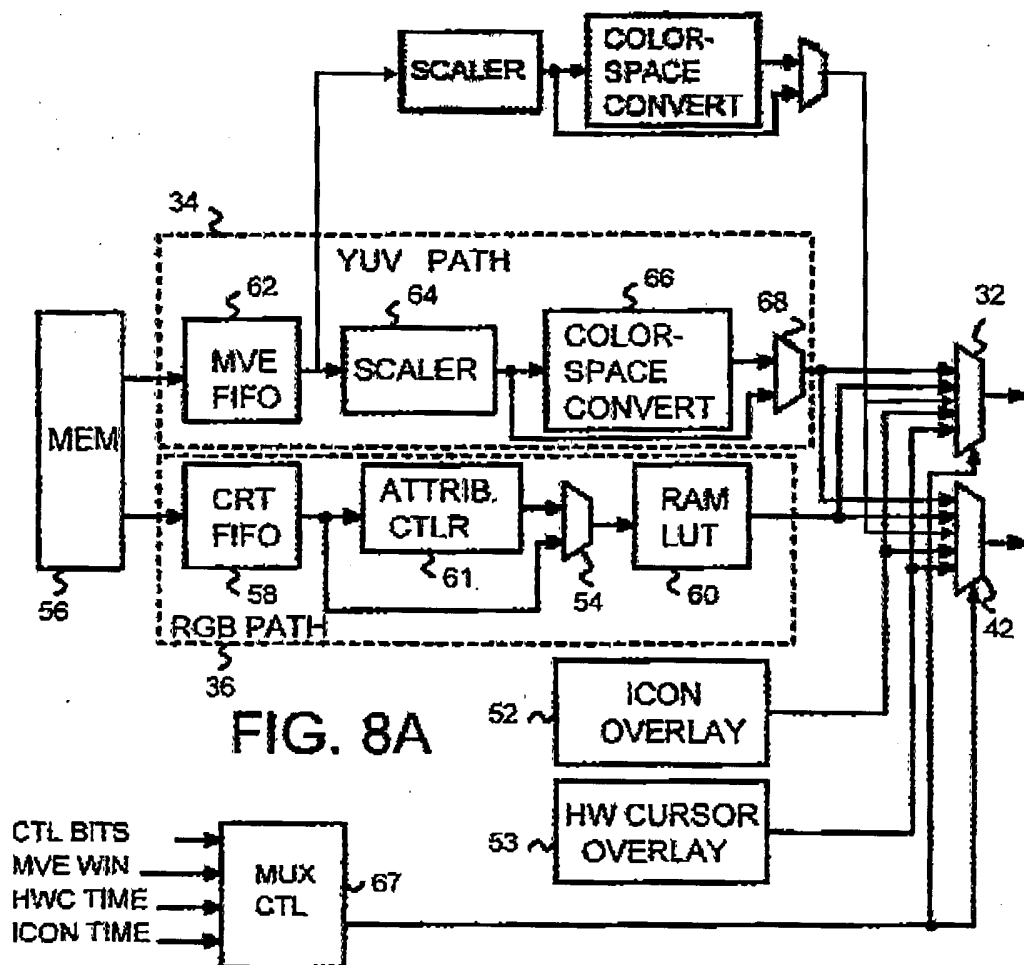 SCALER
COLOR-
SPACE
CONVERT
34
YUV PATH
62
64
66
68
32
MVE
FIFO
SCALER
COLOR-
SPACE
CONVERT
MEM
CRT
FIFO
ATTRIB.
CTLR
RAM
LUT
58
61
54
60
56
42
RGB PATH
36
FIG. 8A
52
ICON
OVERLAY
53
HW CURSOR
OVERLAY
CTL BITS
MVE WIN
HWC TIME
ICON TIME
MUX
CTL
67